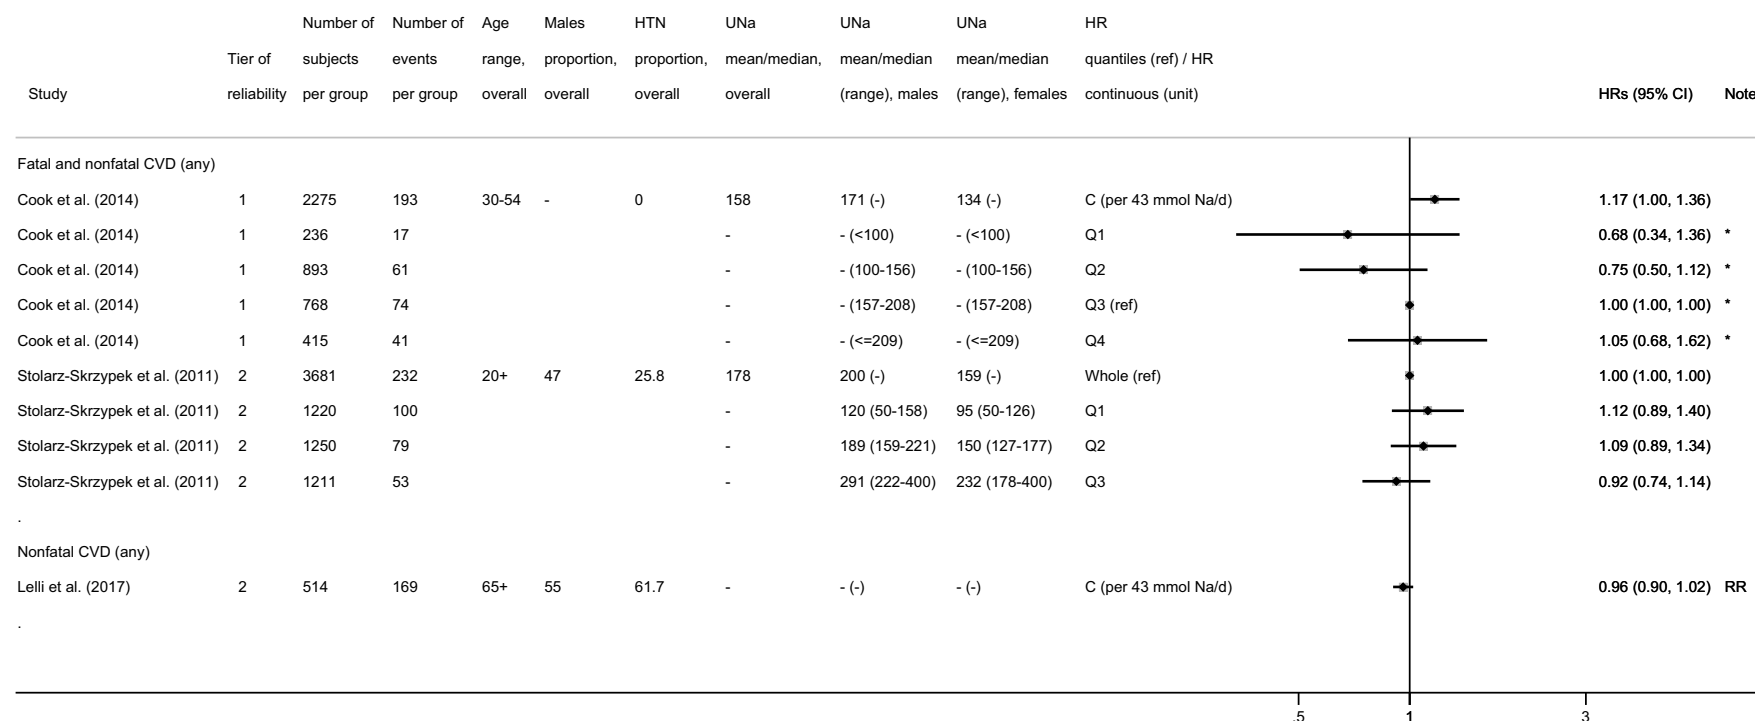 Number of Number of Age Males HTN UNa UNa UNa HR
Tier of subjects events range, proportion, proportion, mean/median, mean/median mean/median quantiles (ref) / HR
Study reliability per group per group overall overall overall overall (range), males (range), females continuous (unit) HRs (95% CI) Note
Fatal and nonfatal CVD (any)
Cook et al. (2014) 1 2275 193 30-54 - 0 158 171 (-) 134 (-) C (per 43 mmol Na/d) 1.17 (1.00, 1.36)
Cook et al. (2014) 1 236 17 - - (<100) - (<100) Q1 0.68 (0.34, 1.36) *
Cook et al. (2014) 1 893 61 - - (100-156) - (100-156) Q2 0.75 (0.50, 1.12) *
Cook et al. (2014) 1 768 74 - - (157-208) - (157-208) Q3 (ref) 1.00 (1.00, 1.00) *
Cook et al. (2014) 1 415 41 - - (<=209) - (<=209) Q4 1.05 (0.68, 1.62) *
Stolarz-Skrzypek et al. (2011) 2 3681 232 20+ 47 25.8 178 200 (-) 159 (-) Whole (ref) 1.00 (1.00, 1.00)
Stolarz-Skrzypek et al. (2011) 2 1220 100 - 120 (50-158) 95 (50-126) Q1 1.12 (0.89, 1.40)
Stolarz-Skrzypek et al. (2011) 2 1250 79 - 189 (159-221) 150 (127-177) Q2 1.09 (0.89, 1.34)
Stolarz-Skrzypek et al. (2011) 2 1211 53 - 291 (222-400) 232 (178-400) Q3 0.92 (0.74, 1.14)
.
Nonfatal CVD (any)
Lelli et al. (2017) 2 514 169 65+ 55 61.7 - - (-) - (-) C (per 43 mmol Na/d) 0.96 (0.90, 1.02) RR
.
.5 1 3